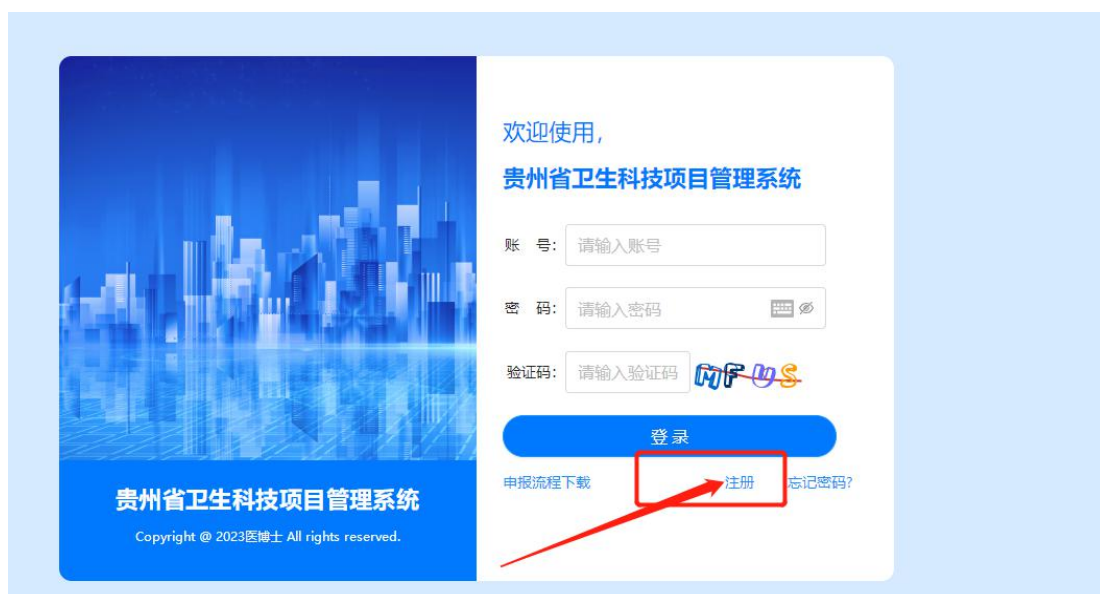 欢迎使用,
贵州省卫生科技项目管理系统
账 号: 请输入账号
密 码: 请输入密码
验证码: 请输入验证码 MFUS
登录
申报流程下载 注册 忘记密码?
贵州省卫生科技项目管理系统
Copyright @ 2023医博士 All rights reserved.